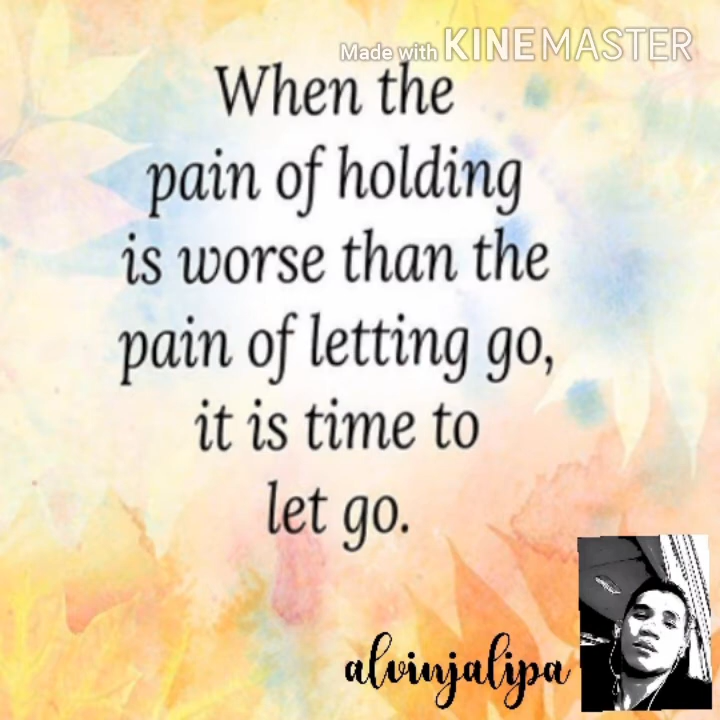 Made with KINEMASTER
When the
pain of holding
is worse than the
pain of letting go,
it is time to
let go.
alvinjalipa